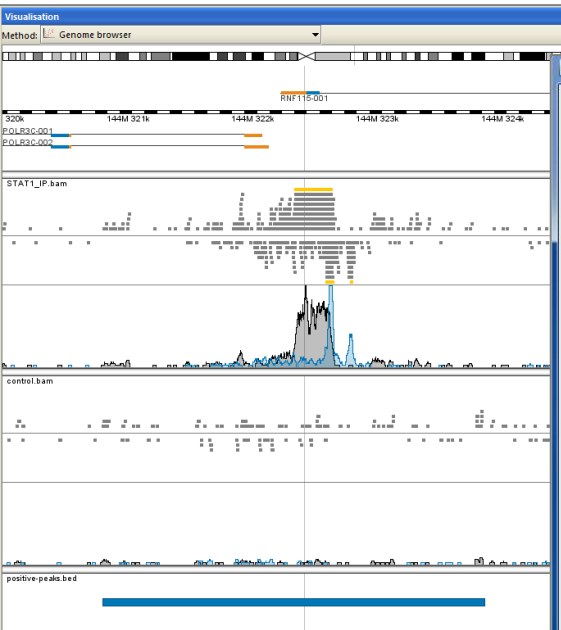 Visualisation
Method: Genome browser
RNF115-001
320k 144M 321k 144M 322k 144M 323k 144M 324k
POLR3C-001
POLR3C-002
STAT1_IP.bam
control.bam
positive-peaks.bed